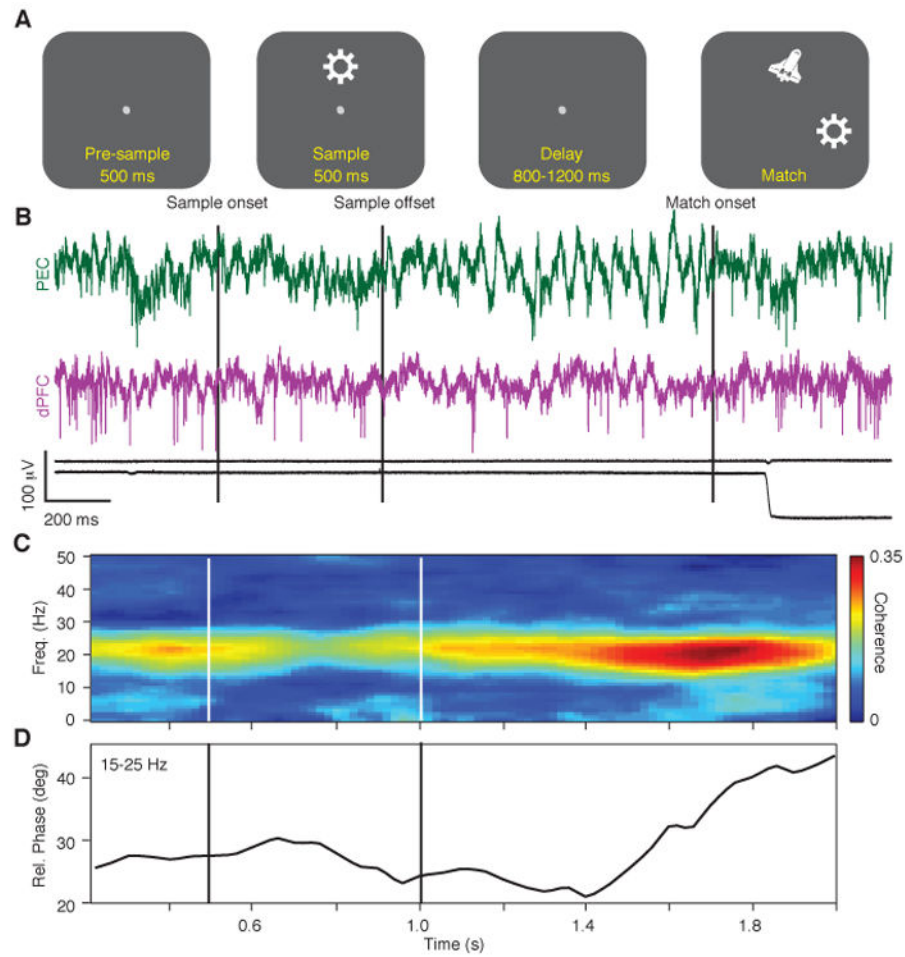 A
Pre-sample
500 ms
Sample
500 ms
Delay
800-1200 ms
Match
B
Sample onset
Sample offset
Match onset
PEC
dPFC
100 µV
200 ms
C
50
40
30
20
10
0
Freq. (Hz)
0.35
Coherence
0
D
15-25 Hz
40
30
20
Rel. Phase (deg)
0.6
1.0
1.4
1.8
Time (s)